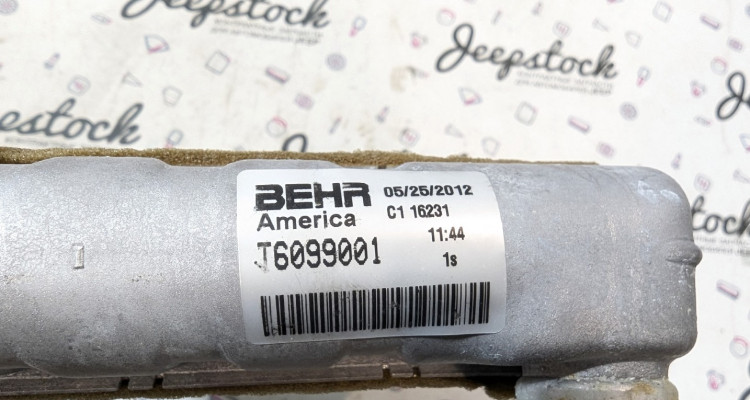 Jeepstock
Jeepstock
Jeepstock
BEHR
America
T6099001
05/25/2012
C1 16231
11:44
1s